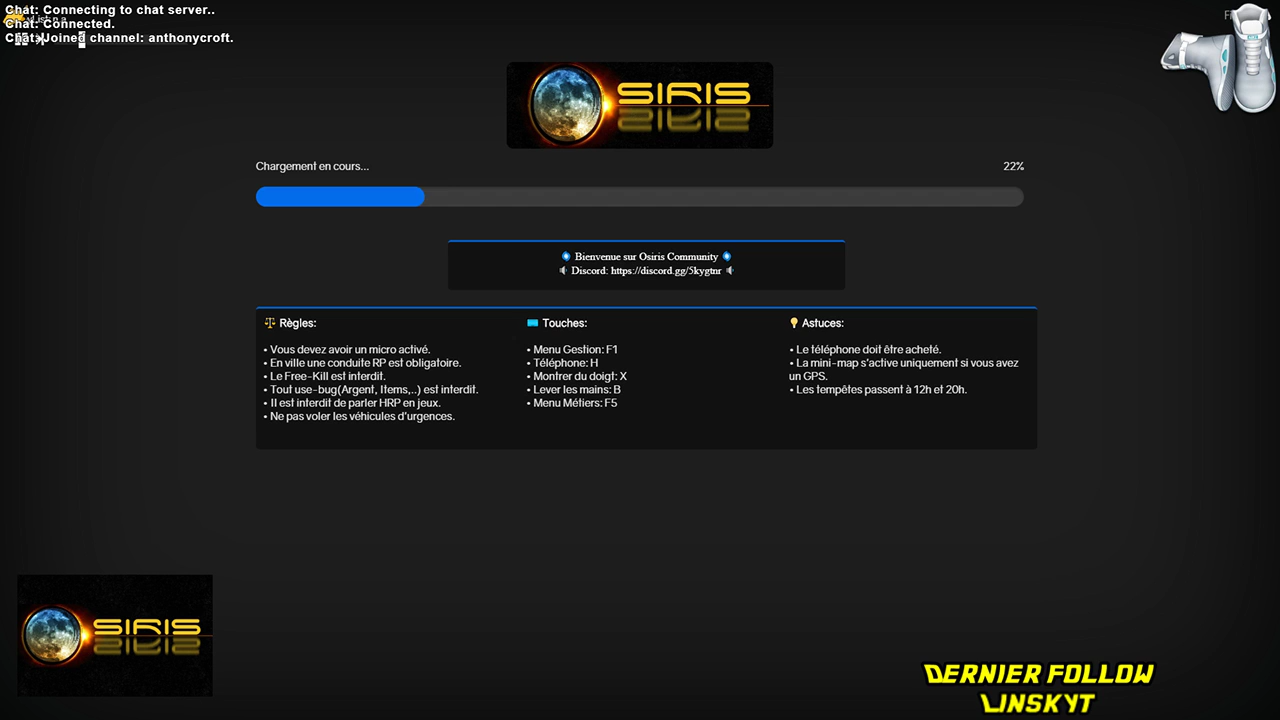 Chat: Connecting to chat server..
Chat: Connected.
Chat: Joined channel: anthonycroft.
OSIRIS
Chargement en cours...
22%
Bienvenue sur Osiris Community
Discord: https://discord.gg/5kygtnr
Règles:
• Vous devez avoir un micro activé.
• En ville une conduite RP est obligatoire.
• Le Free-Kill est interdit.
• Tout use-bug(Argent, Items,..) est interdit.
• Il est interdit de parler HRP en jeux.
• Ne pas voler les véhicules d'urgences.
Touches:
• Menu Gestion: F1
• Téléphone: H
• Montrer du doigt: X
• Lever les mains: B
• Menu Métiers: F5
Astuces:
• Le téléphone doit être acheté.
• La mini-map s'active uniquement si vous avez
un GPS.
• Les tempêtes passent à 12h et 20h.
OSIRIS
DERNIER FOLLOW
LINSKYT